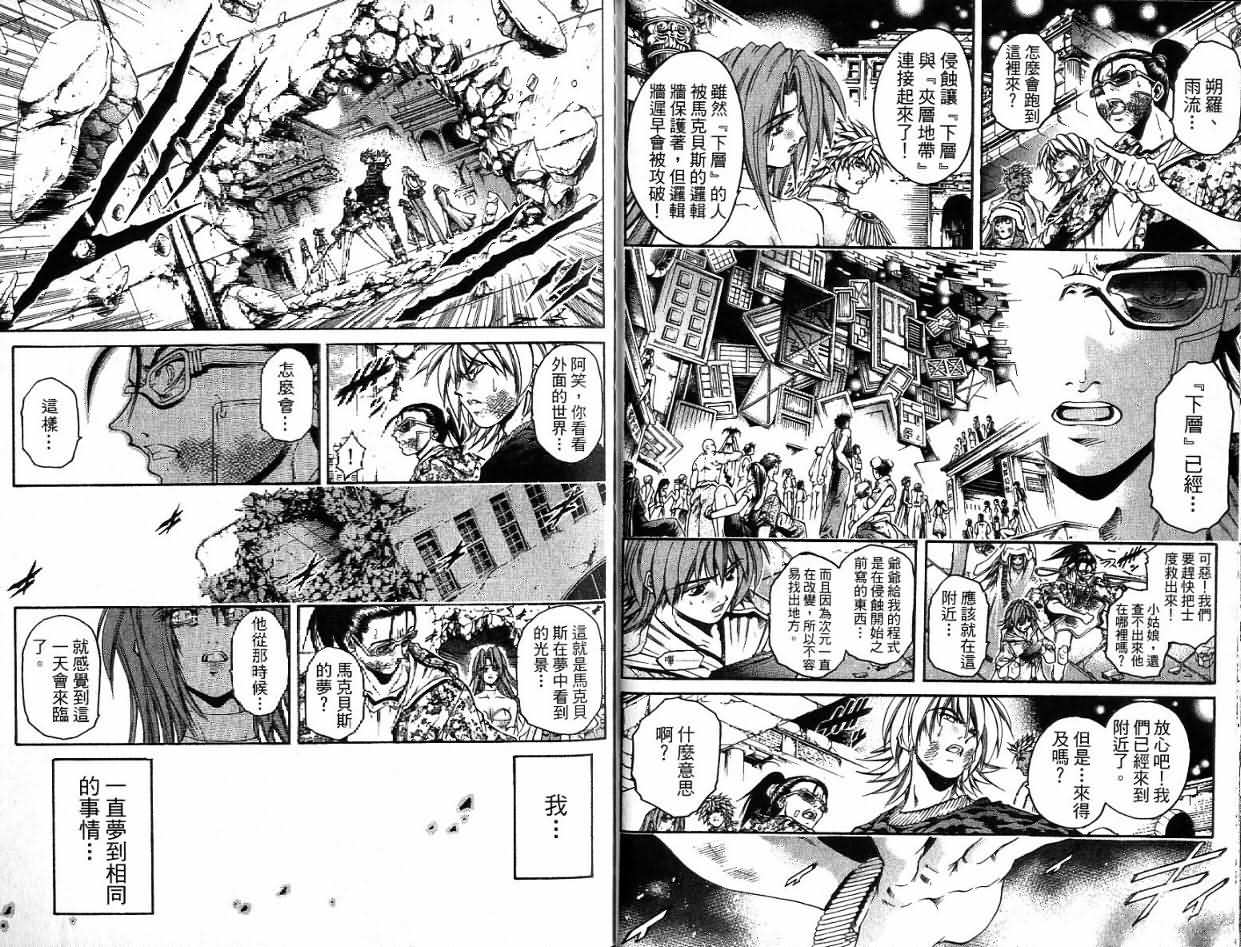 朔羅、
雨流…
怎麼會跑到
這裡來？
侵蝕讓『下層』
與『夾層地帶』
連接起來了！
雖然『下層』的人
被馬克貝斯的邏輯
牆保護著，但邏輯
牆遲早會被攻破！
『下層』已經…
可惡！我們
要趕快把士
度救出來！
小姑娘，還
查不出來他
在哪裡嗎？
應該就在這
附近…
爺爺給我的程式
是在侵蝕開始之
前寫的東西…
而且因為次元一直
在改變，所以不容
易找出地方。
放心吧！我
們已經來到
附近了。
但是…來得
及嗎？
什麼意思
啊？
阿笑，你看看
外面的世界…
！
怎麼會…
這樣…
這就是馬克貝
斯在夢中看到
的光景…
馬克貝斯
的夢？
他從那時候…
就感覺到這
一天會來臨
了。
我…
一直夢到相同
的事情…